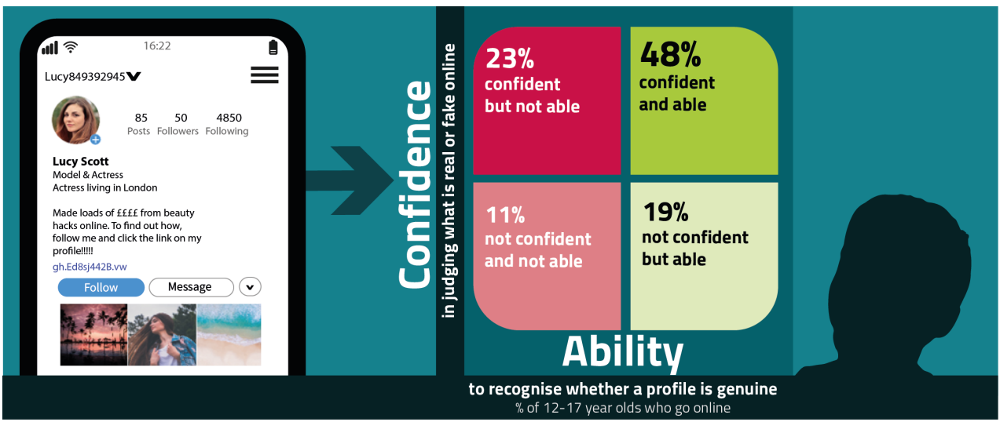 16:22
Lucy849392945
85 50 4850
Posts Followers Following
Lucy Scott
Model & Actress
Actress living in London
Made loads of ££££ from beauty
hacks online. To find out how,
follow me and click the link on my
profile!!!!!
gh.Ed8sj442B.vw
Follow Message
Confidence
in judging what is real or fake online
23%
confident
but not able
48%
confident
and able
11%
not confident
and not able
19%
not confident
but able
Ability
to recognise whether a profile is genuine
% of 12-17 year olds who go online